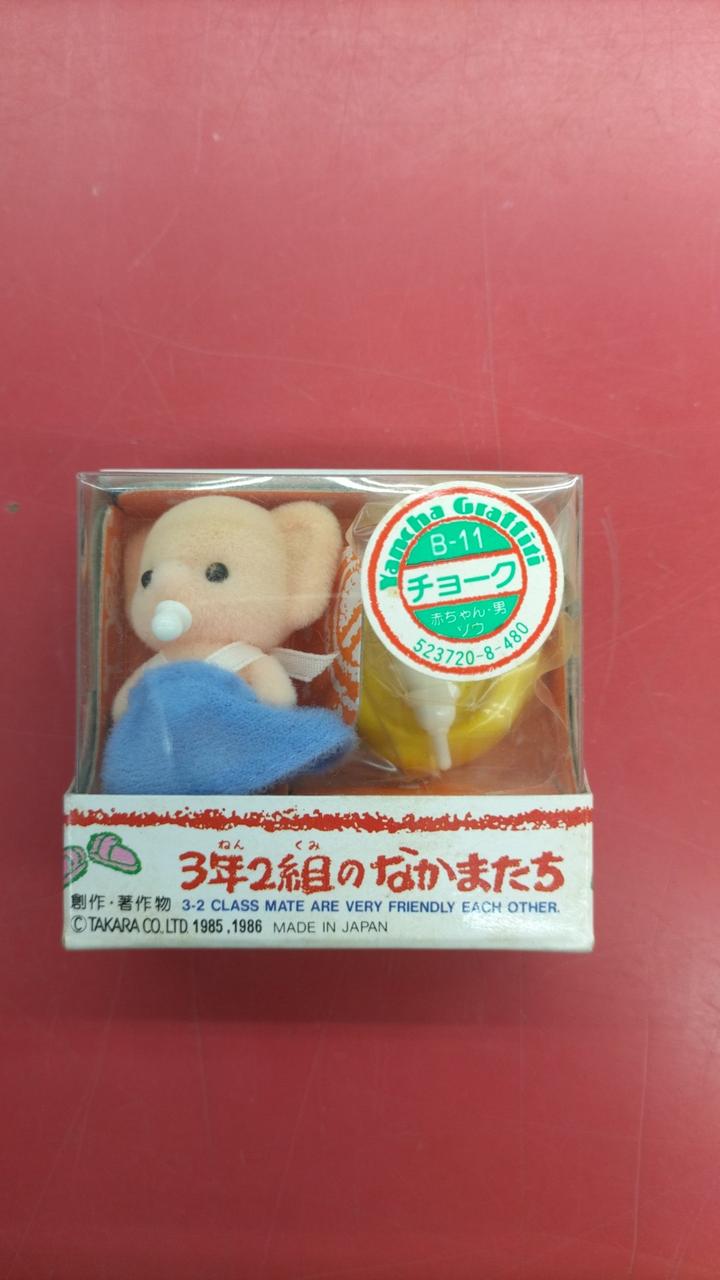 Yancha Graffiti
B-11
チョーク
赤ちゃん・男
ゾウ
523720-8-480
ねん くみ
3年2組のなかまたち
創作・著作物 3-2 CLASS MATE ARE VERY FRIENDLY EACH OTHER.
©TAKARA CO.,LTD. 1985,1986 MADE IN JAPAN